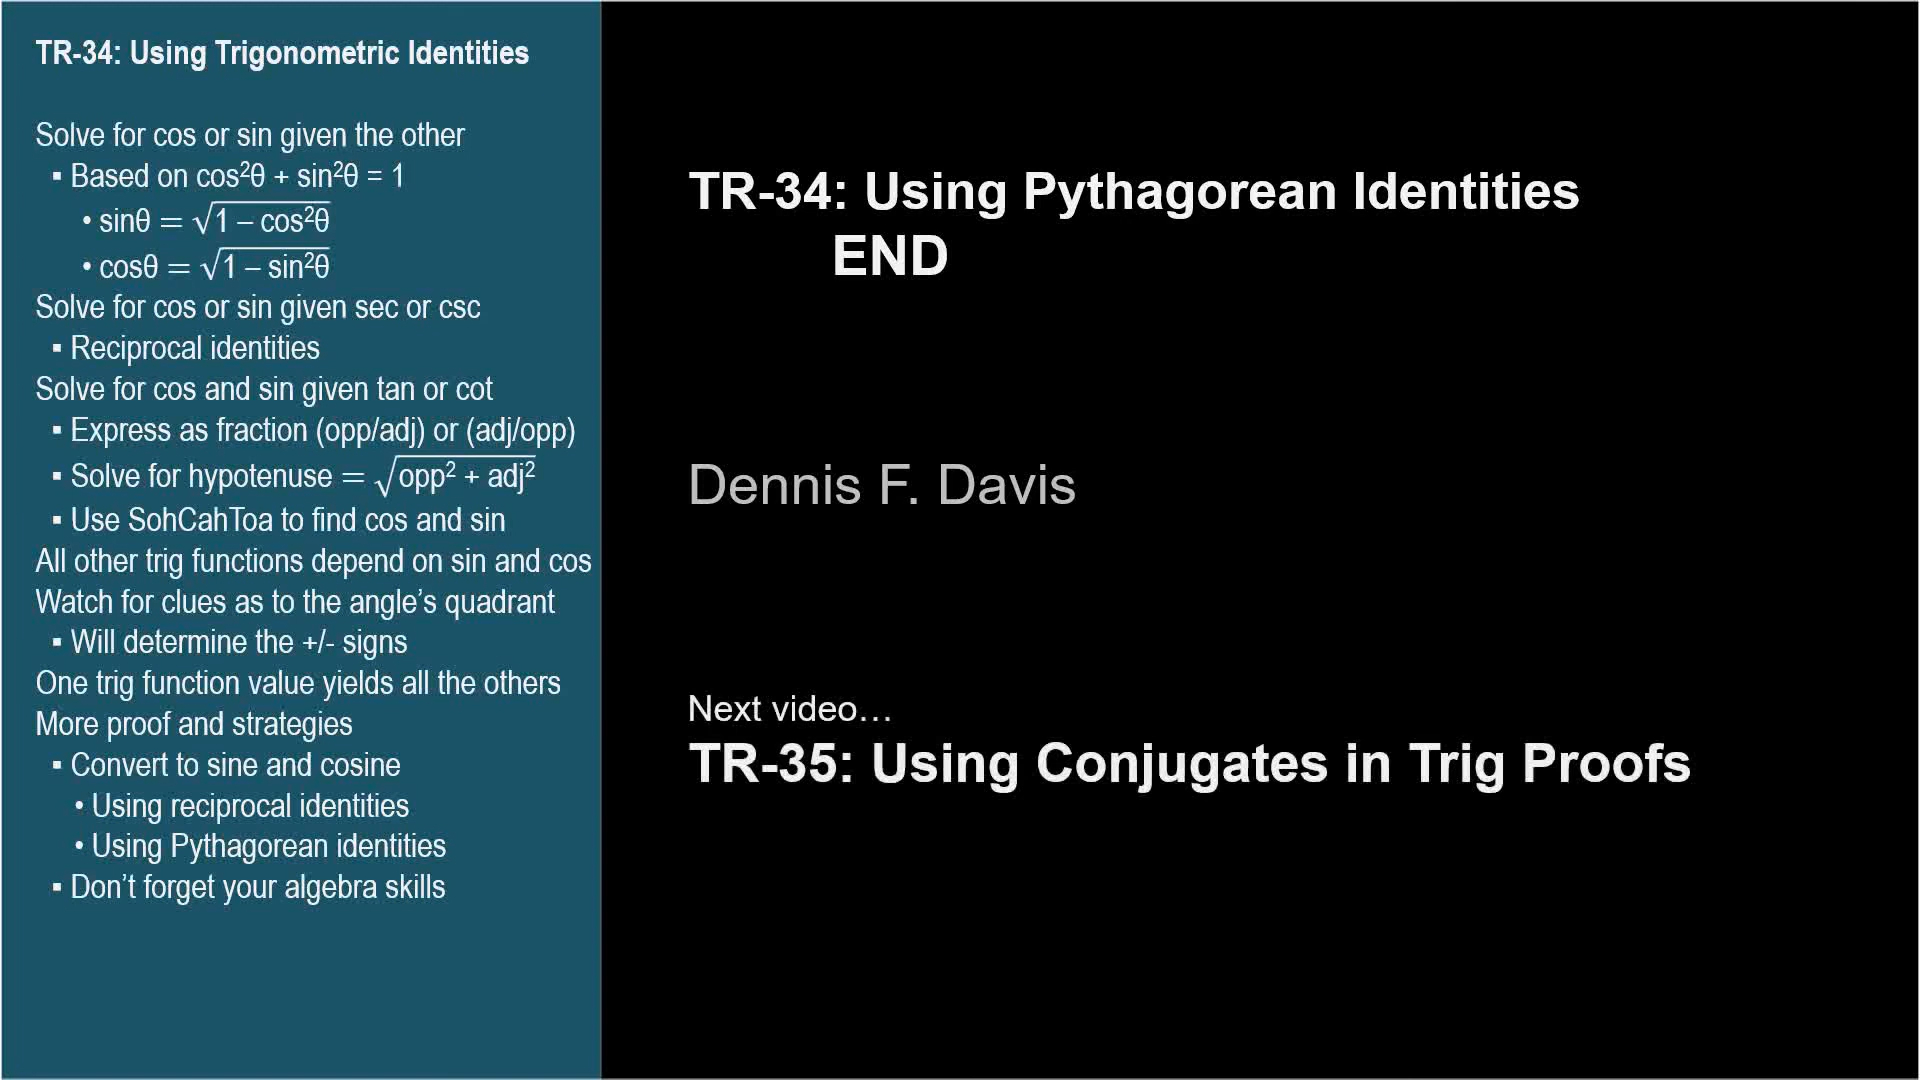 TR-34: Using Trigonometric Identities
Solve for cos or sin given the other
▪ Based on cos²θ + sin²θ = 1
• sinθ = √1 – cos²θ
• cosθ = √1 – sin²θ
Solve for cos or sin given sec or csc
▪ Reciprocal identities
Solve for cos and sin given tan or cot
▪ Express as fraction (opp/adj) or (adj/opp)
▪ Solve for hypotenuse = √opp² + adj²
▪ Use SohCahToa to find cos and sin
All other trig functions depend on sin and cos
Watch for clues as to the angle’s quadrant
▪ Will determine the +/- signs
One trig function value yields all the others
More proof and strategies
▪ Convert to sine and cosine
• Using reciprocal identities
• Using Pythagorean identities
▪ Don’t forget your algebra skills
TR-34: Using Pythagorean Identities
END
Dennis F. Davis
Next video…
TR-35: Using Conjugates in Trig Proofs